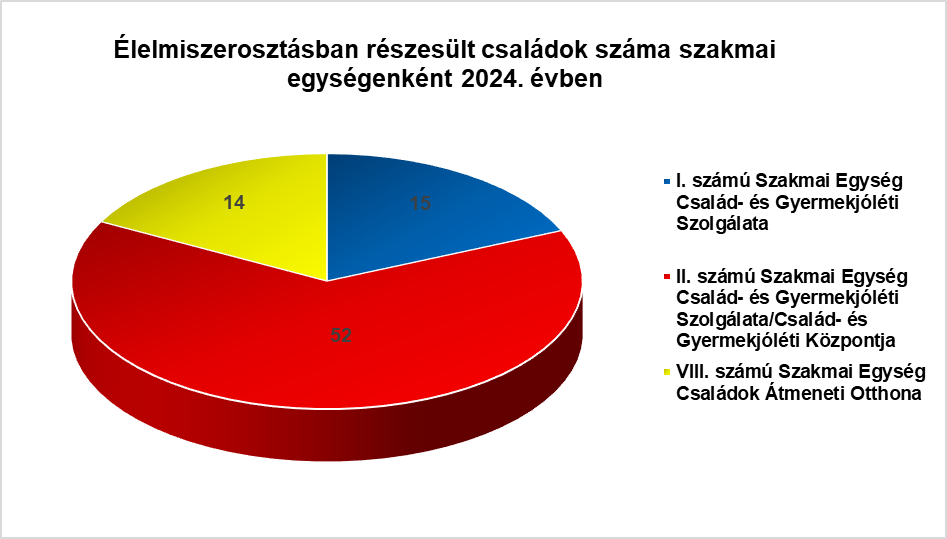 Élelmiszerosztásban részesült családok száma szakmai
egységenként 2024. évben
14
15
52
I. számú Szakmai Egység
Család- és Gyermekjóléti
Szolgálata
II. számú Szakmai Egység
Család- és Gyermekjóléti
Szolgálata/Család- és
Gyermekjóléti Központja
VIII. számú Szakmai Egység
Családok Átmeneti Otthona